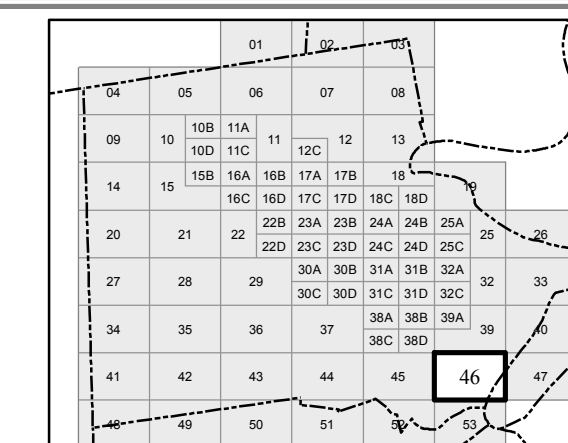 01 02 03
04 05 06 07 08
10B 11A
09 10 11 12 13
10D 11C 12C
15B 16A 16B 17A 17B 18
14 15 19
16C 16D 17C 17D 18C 18D
22B 23A 23B 24A 24B 25A
20 21 22 25 26
22D 23C 23D 24C 24D 25C
30A 30B 31A 31B 32A
27 28 29 32 33
30C 30D 31C 31D 32C
38A 38B 39A
34 35 36 37 39 40
38C 38D
41 42 43 44 45 46 47
48 49 50 51 52 53